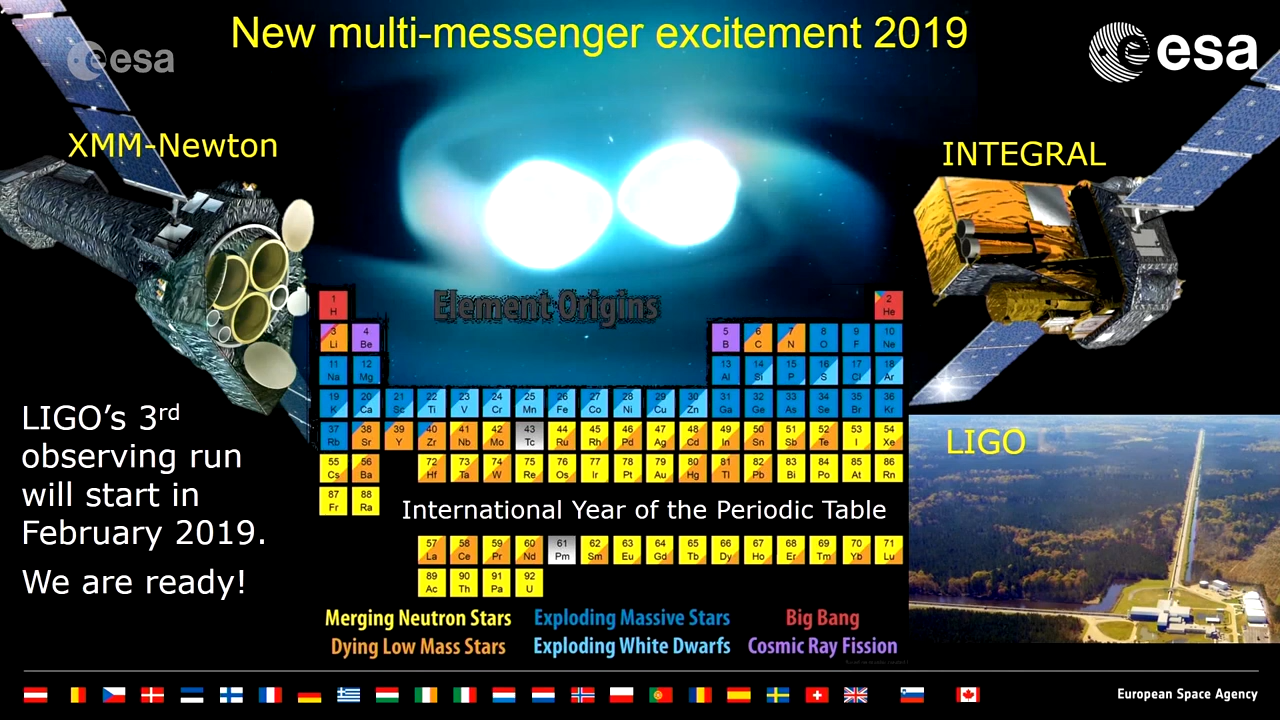 New multi-messenger excitement 2019
esa
esa
XMM-Newton
INTEGRAL
Element Origins
1 2
H He
3 4 5 6 7 8 9 10
Li Be B C N O F Ne
11 12 13 14 15 16 17 18
Na Mg Al Si P S Cl Ar
19 20 21 22 23 24 25 26 27 28 29 30 31 32 33 34 35 36
K Ca Sc Ti V Cr Mn Fe Co Ni Cu Zn Ga Ge As Se Br Kr
37 38 39 40 41 42 43 44 45 46 47 48 49 50 51 52 53 54
Rb Sr Y Zr Nb Mo Tc Ru Rh Pd Ag Cd In Sn Sb Te I Xe
55 56 72 73 74 75 76 77 78 79 80 81 82 83 84 85 86
Cs Ba Hf Ta W Re Os Ir Pt Au Hg Tl Pb Bi Po At Rn
87 88
Fr Ra
International Year of the Periodic Table
57 58 59 60 61 62 63 64 65 66 67 68 69 70 71
La Ce Pr Nd Pm Sm Eu Gd Tb Dy Ho Er Tm Yb Lu
89 90 91 92
Ac Th Pa U
LIGO's 3rd
observing run
will start in
February 2019.
We are ready!
LIGO
Merging Neutron Stars Exploding Massive Stars Big Bang
Dying Low Mass Stars Exploding White Dwarfs Cosmic Ray Fission
European Space Agency